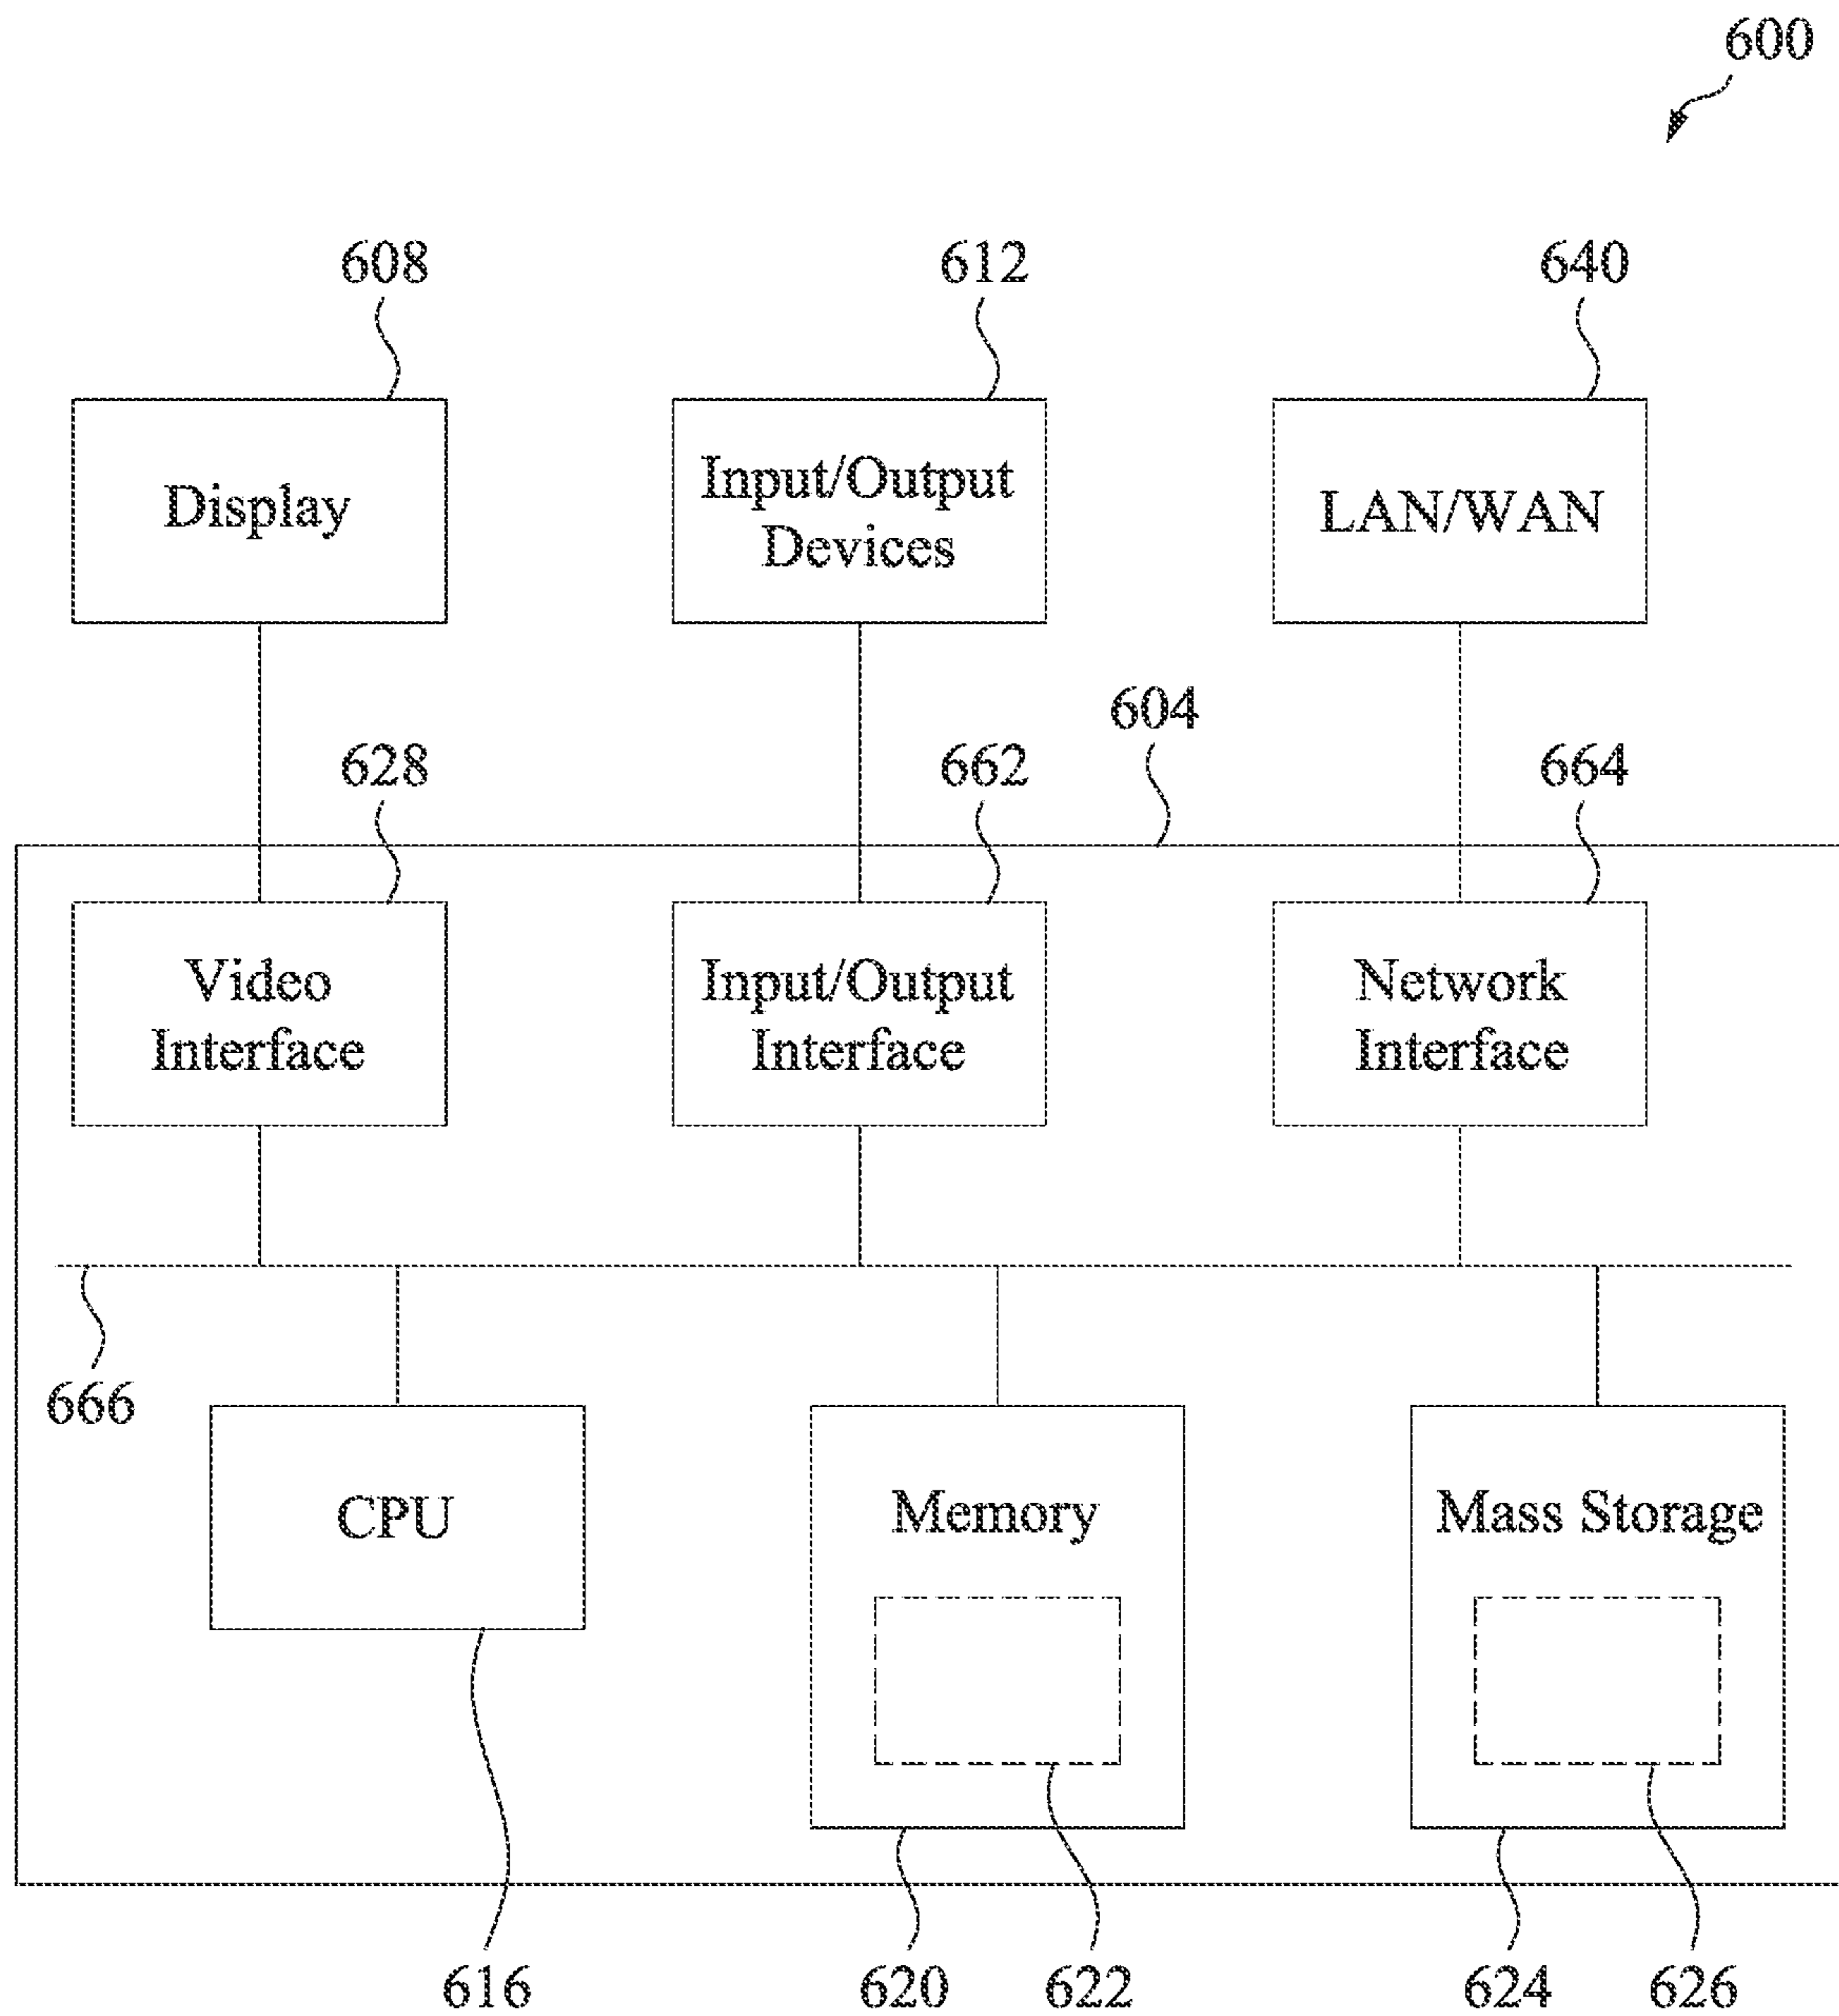 600
608
612
640
Display
Input/Output
Devices
LAN/WAN
604
628
662
664
Video
Interface
Input/Output
Interface
Network
Interface
666
CPU
Memory
Mass Storage
616
620
622
624
626